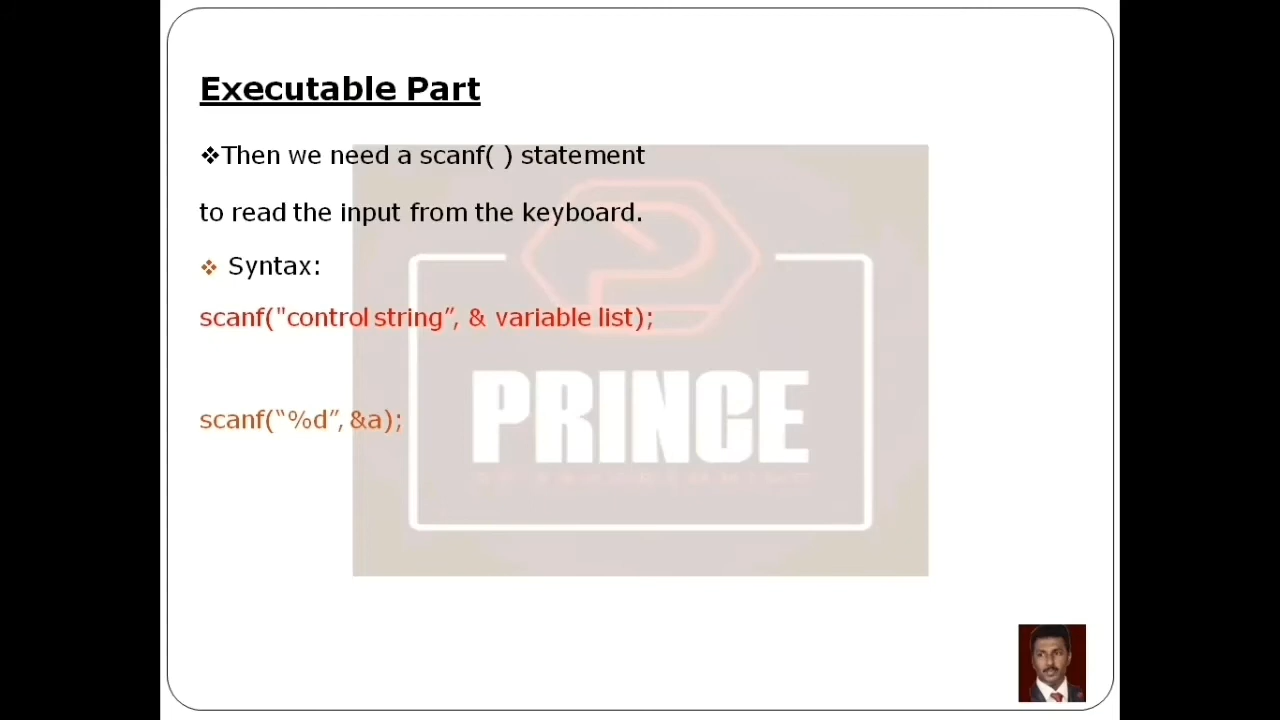 Executable Part
❖Then we need a scanf( ) statement
to read the input from the keyboard.
❖ Syntax:
scanf("control string”, & variable list);
scanf(“%d”, &a);
PRINCE